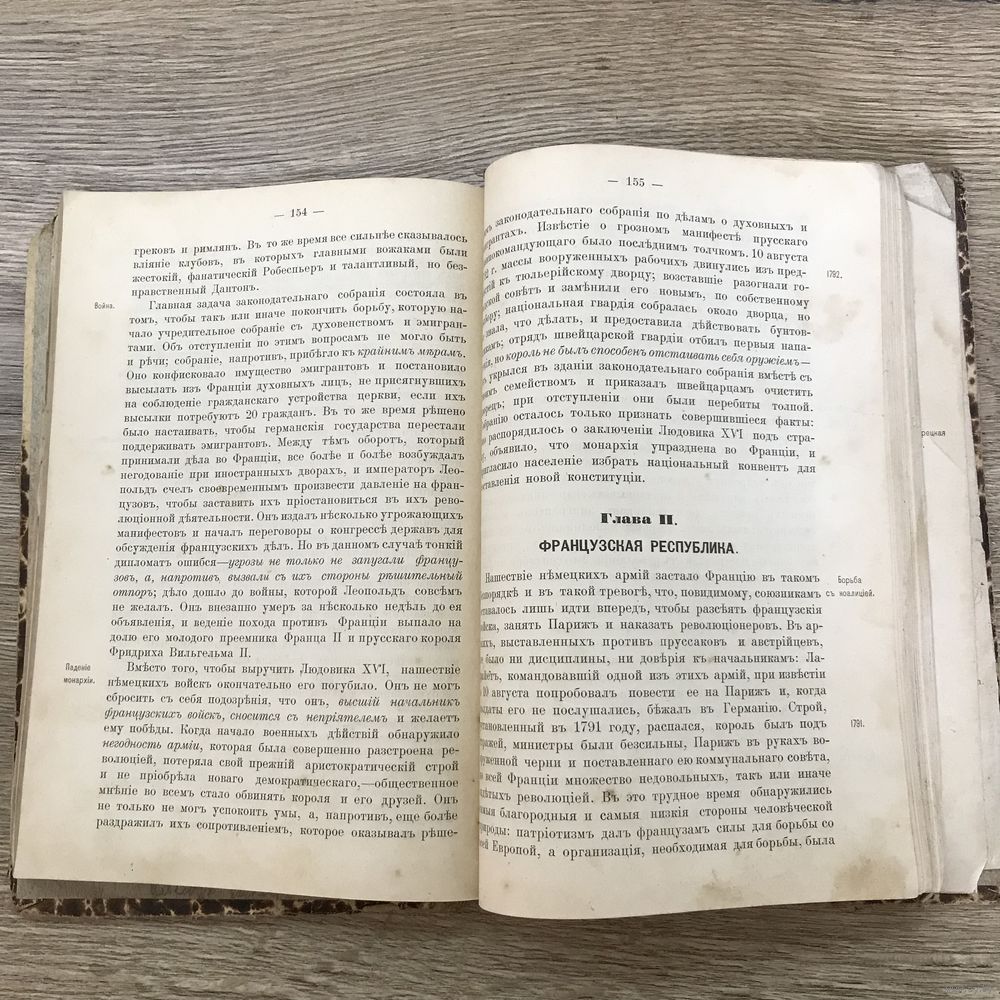 — 154 —
грековъ и римлянъ. Въ то же время все сильнѣе сказывалось
вліяніе клубовъ, въ которыхъ главными вожаками были
жестокій, фанатическій Робеспьеръ и талантливый, но без-
нравственный Дантонъ.
Война.
Главная задача законодательнаго собранія состояла въ
томъ, чтобы такъ или иначе покончить борьбу, которую на-
чало учредительное собраніе съ духовенствомъ и эмигран-
тами. Объ отступленіи по этимъ вопросамъ не могло быть
и рѣчи; собраніе, напротивъ, прибѣгло къ крайнимъ мѣрамъ.
Оно конфисковало имущество эмигрантовъ и постановило
высылать изъ Франціи духовныхъ лицъ, не присягнувшихъ
на соблюденіе гражданскаго устройства церкви, если ихъ
высылки потребуютъ 20 гражданъ. Въ то же время рѣшено
было настаивать, чтобы германскія государства перестали
поддерживать эмигрантовъ. Между тѣмъ оборотъ, который
принимали дѣла во Франціи, все болѣе и болѣе возбуждалъ
негодованіе при иностранныхъ дворахъ, и императоръ Лео-
польдъ счелъ своевременнымъ произвести давленіе на фран-
цузовъ, чтобы заставить ихъ пріостановиться въ ихъ рево-
люціонной дѣятельности. Онъ издалъ нѣсколько угрожающихъ
манифестовъ и началъ переговоры о конгрессѣ державъ для
обсужденія французскихъ дѣлъ. Но въ данномъ случаѣ тонкій
дипломатъ ошибся—угрозы не только не запугали францу-
зовъ, а, напротивъ, вызвали съ ихъ стороны рѣшительный
отпоръ; дѣло дошло до войны, которой Леопольдъ совсѣмъ
не желалъ. Онъ внезапно умеръ за нѣсколько недѣль до ея
объявленія, и веденіе похода противъ Франціи выпало на
долю его молодого преемника Франца II и прусскаго короля
Фридриха Вильгельма II.
Паденіе
монархіи.
Вмѣсто того, чтобы выручить Людовика XVI, нашествіе
нѣмецкихъ войскъ окончательно его погубило. Онъ не могъ
сбросить съ себя подозрѣнія, что онъ, высшій начальникъ
французскихъ войскъ, сносится съ непріятелемъ и желаетъ
ему побѣды. Когда начало военныхъ дѣйствій обнаружило
негодность арміи, которая была совершенно разстроена ре-
волюціей, потеряла свой прежній аристократическій строй
и не пріобрѣла новаго демократическаго,—общественное
мнѣніе во всемъ стало обвинять короля и его друзей. Онъ
не только не могъ успокоить умы, а, напротивъ, еще болѣе
раздражилъ ихъ сопротивленіемъ, которое оказывалъ рѣше-
— 155 —
законодательнаго собранія по дѣламъ о духовныхъ и
Извѣстіе о грозномъ манифестѣ прусскаго
было послѣднимъ толчкомъ. 10 августа
1792.
г. массы вооруженныхъ рабочихъ двинулись изъ пред-
къ тюльерійскому дворцу; возставшіе разогнали го-
совѣтъ и замѣнили его новымъ, по собственному
національная гвардія собралась около дворца, но
что дѣлать, и предоставила дѣйствовать бунтов-
отрядъ швейцарской гвардіи отбилъ первыя напа-
но король не былъ способенъ отстаивать себя оружіемъ—
укрылся въ зданіи законодательнаго собранія вмѣстѣ съ
семействомъ и приказалъ швейцарцамъ очистить
при отступленіи они были перебиты толпой.
осталось только признать совершившіеся факты:
распорядилось о заключеніи Людовика XVI подъ стра-
объявило, что монархія упразднена во Франціи, и
населеніе избрать національный конвентъ для
новой конституціи.
Глава II.
ФРАНЦУЗСКАЯ РЕСПУБЛИКА.
Борьба
съ коалиціей.
Нашествіе нѣмецкихъ армій застало Францію въ такомъ
и въ такой тревогѣ, что, повидимому, союзникамъ
лишь идти впередъ, чтобы разсѣять французскія
занять Парижъ и наказать революціонеровъ. Въ ар-
выставленныхъ противъ пруссаковъ и австрійцевъ,
было ни дисциплины, ни довѣрія къ начальникамъ: Ла-
командовавшій одной изъ этихъ армій, при извѣстіи
10 августа попробовалъ повести ее на Парижъ и, когда
его не послушались, бѣжалъ въ Германію. Строй,
1791.
въ 1791 году, распался, король былъ подъ
министры были безсильны, Парижъ въ рукахъ во-
черни и поставленнаго ею коммунальнаго совѣта,
всей Франціи множество недовольныхъ, такъ или иначе
революціей. Въ это трудное время обнаружились
благородныя и самыя низкія стороны человѣческой
природы: патріотизмъ далъ французамъ силы для борьбы со
всей Европой, а организація, необходимая для борьбы, была